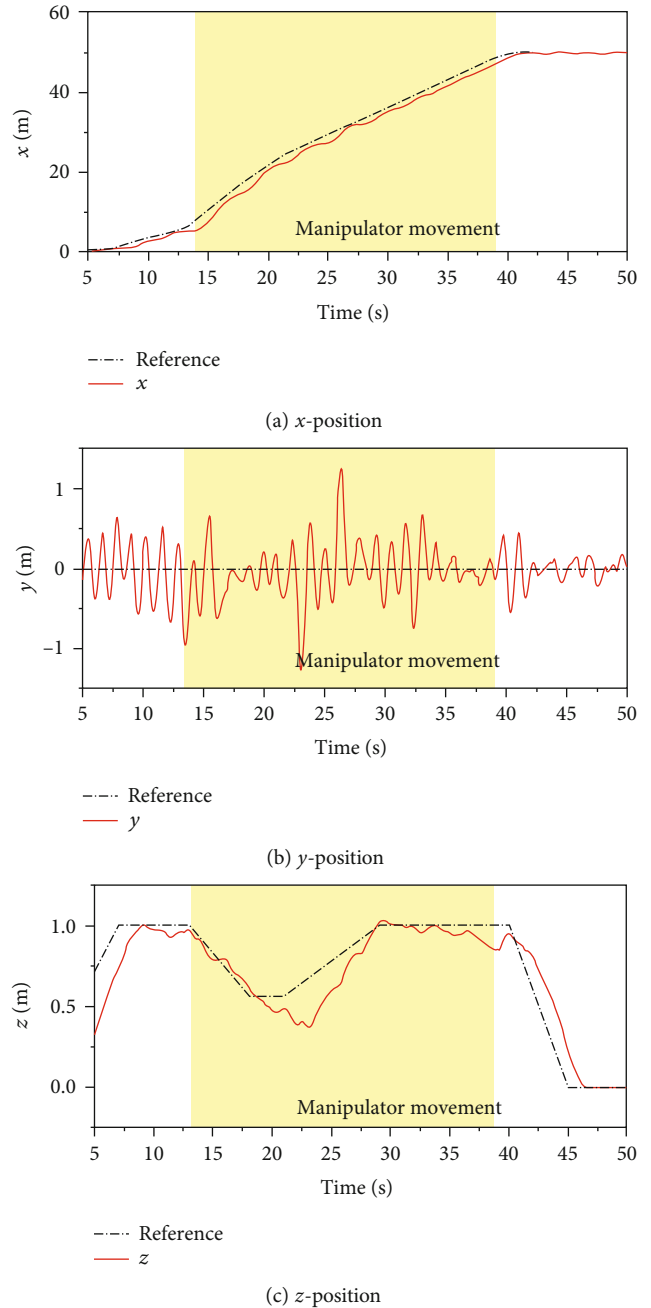 60
40
x (m)
20
Manipulator movement
0
5 10 15 20 25 30 35 40 45 50
Time (s)
Reference
x
(a) x-position
1
y (m)
0
−1
Manipulator movement
5 10 15 20 25 30 35 40 45 50
Time (s)
Reference
y
(b) y-position
1.0
z (m)
0.5
0.0
Manipulator movement
5 10 15 20 25 30 35 40 45 50
Time (s)
Reference
z
(c) z-position